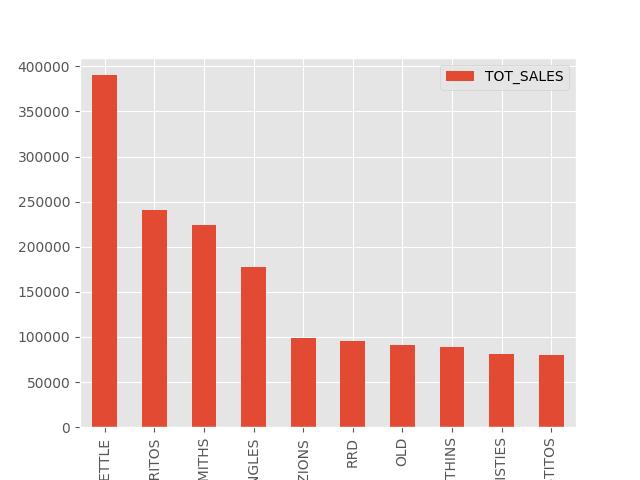 400000
350000
300000
250000
200000
150000
100000
50000
0
TOT_SALES
ETTLE
RITOS
MITHS
NGLES
ZIONS
RRD
OLD
THINS
ISTIES
TITOS